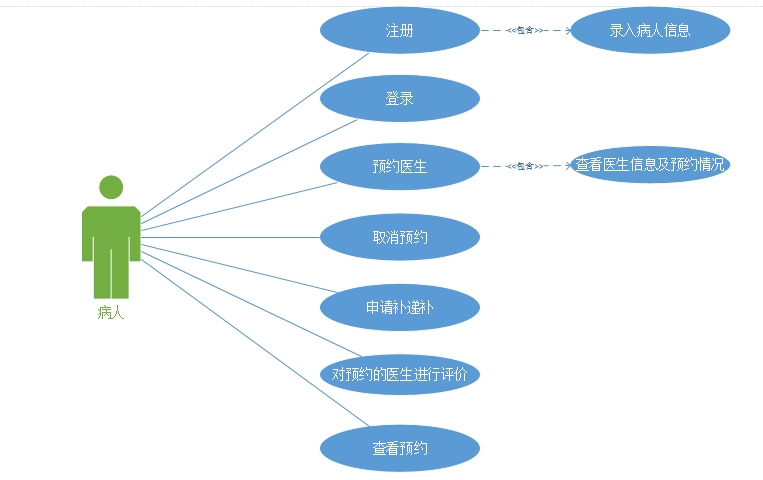 注册
<<包含>>
录入病人信息
登录
预约医生
<<包含>>
查看医生信息及预约情况
取消预约
申请补递补
病人
对预约的医生进行评价
查看预约